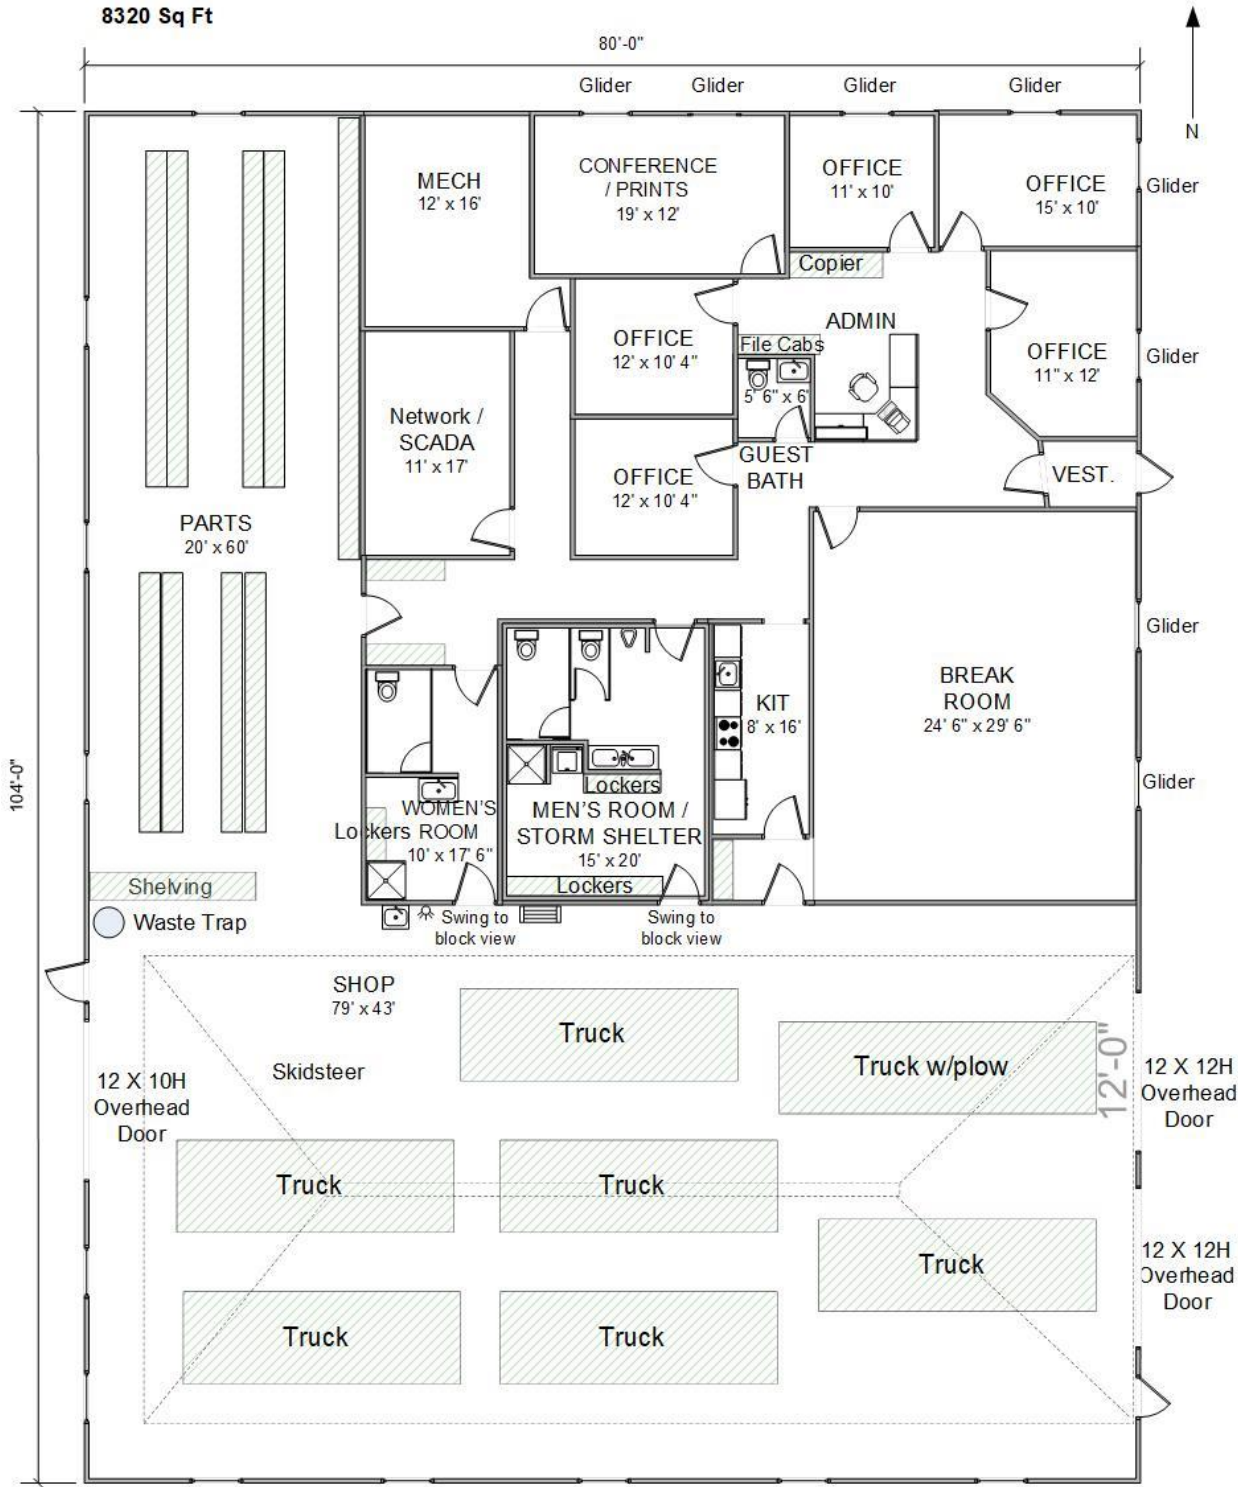 8320 Sq Ft
80'-0"
Glider
Glider
Glider
Glider
N
MECH
12' x 16'
CONFERENCE
/ PRINTS
19' x 12'
OFFICE
11' x 10'
OFFICE
15' x 10'
Glider
Copier
ADMIN
OFFICE
12' x 10' 4"
File Cabs
OFFICE
11" x 12'
Glider
5' 6" x 6'
Network /
SCADA
11' x 17'
GUEST
BATH
OFFICE
12' x 10' 4"
VEST.
PARTS
20' x 60'
Glider
BREAK
ROOM
24' 6" x 29' 6"
KIT
8' x 16'
104'-0"
Glider
Lockers
WOMEN'S
ROOM
10' x 17' 6"
Lockers
MEN'S ROOM /
STORM SHELTER
15' x 20'
Lockers
Shelving
Waste Trap
Swing to
block view
Swing to
block view
SHOP
79' x 43'
Truck
Truck w/plow
12'-0"
Skidsteer
12 X 10H
Overhead
Door
12 X 12H
Overhead
Door
Truck
Truck
Truck
12 X 12H
Overhead
Door
Truck
Truck